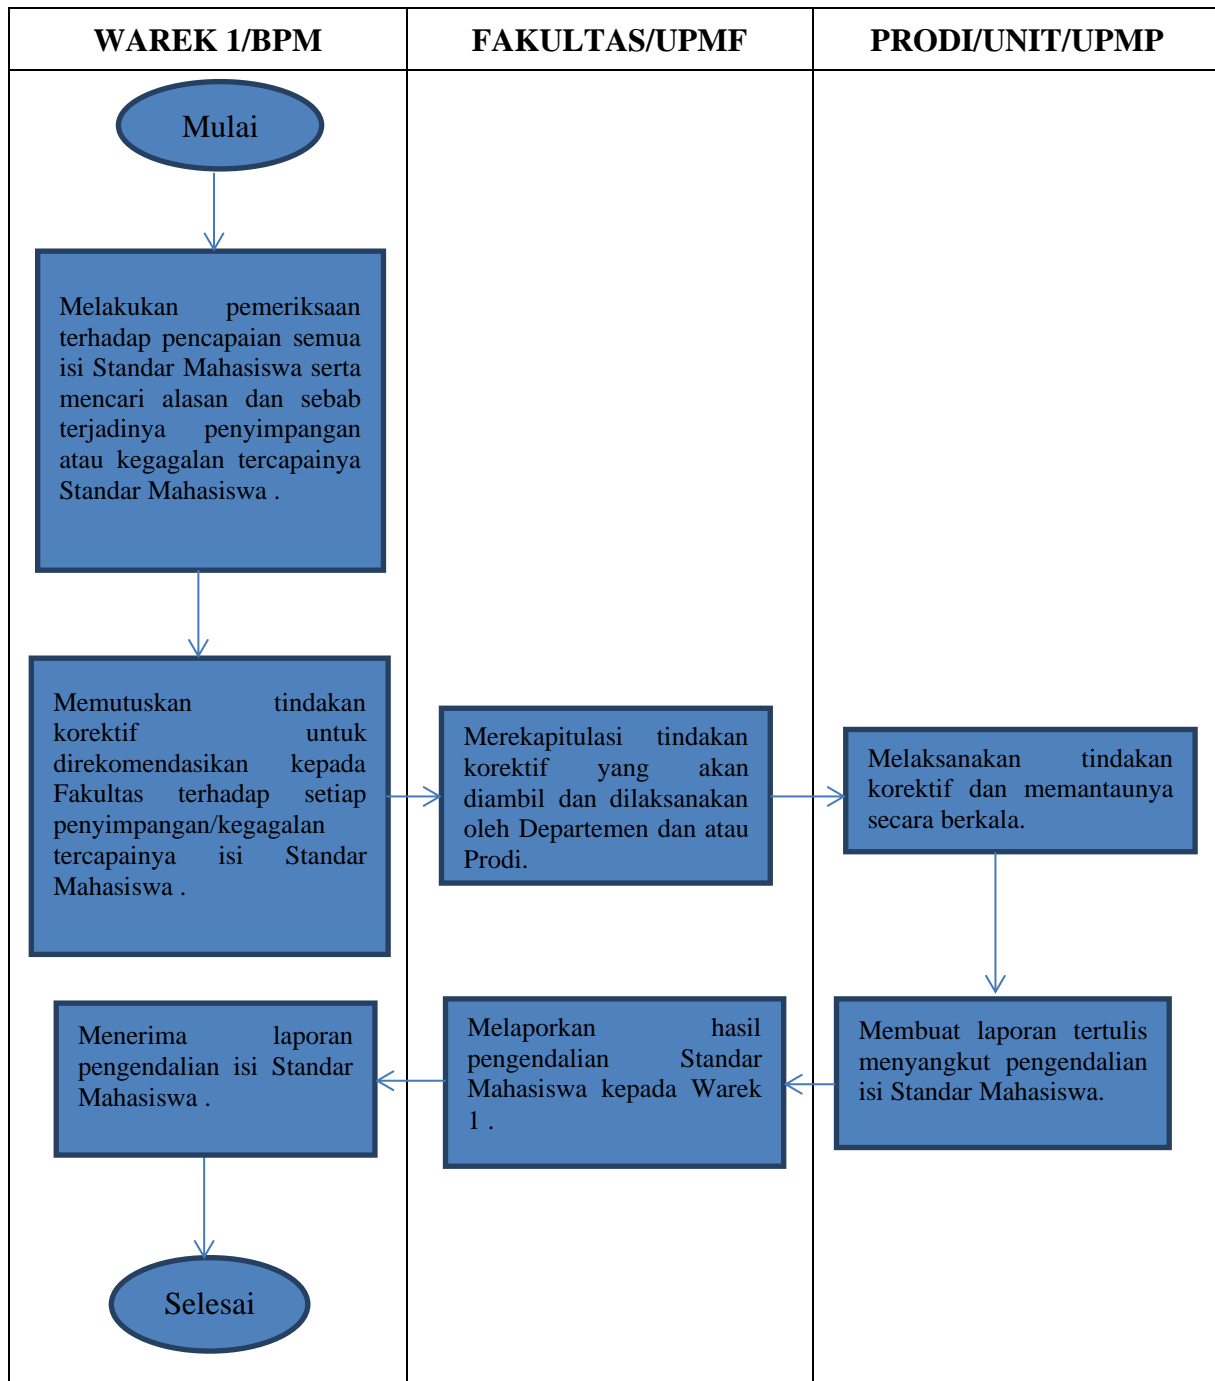 WAREK 1/BPM
FAKULTAS/UPMF
PRODI/UNIT/UPMP
Mulai
Melakukan pemeriksaan
terhadap pencapaian semua
isi Standar Mahasiswa serta
mencari alasan dan sebab
terjadinya penyimpangan
atau kegagalan tercapainya
Standar Mahasiswa .
Memutuskan tindakan
korektif untuk
direkomendasikan kepada
Fakultas terhadap setiap
penyimpangan/kegagalan
tercapainya isi Standar
Mahasiswa .
Merekapitulasi tindakan
korektif yang akan
diambil dan dilaksanakan
oleh Departemen dan atau
Prodi.
Melaksanakan tindakan
korektif dan memantaunya
secara berkala.
Membuat laporan tertulis
menyangkut pengendalian
isi Standar Mahasiswa.
Melaporkan hasil
pengendalian Standar
Mahasiswa kepada Warek
1 .
Menerima laporan
pengendalian isi Standar
Mahasiswa .
Selesai